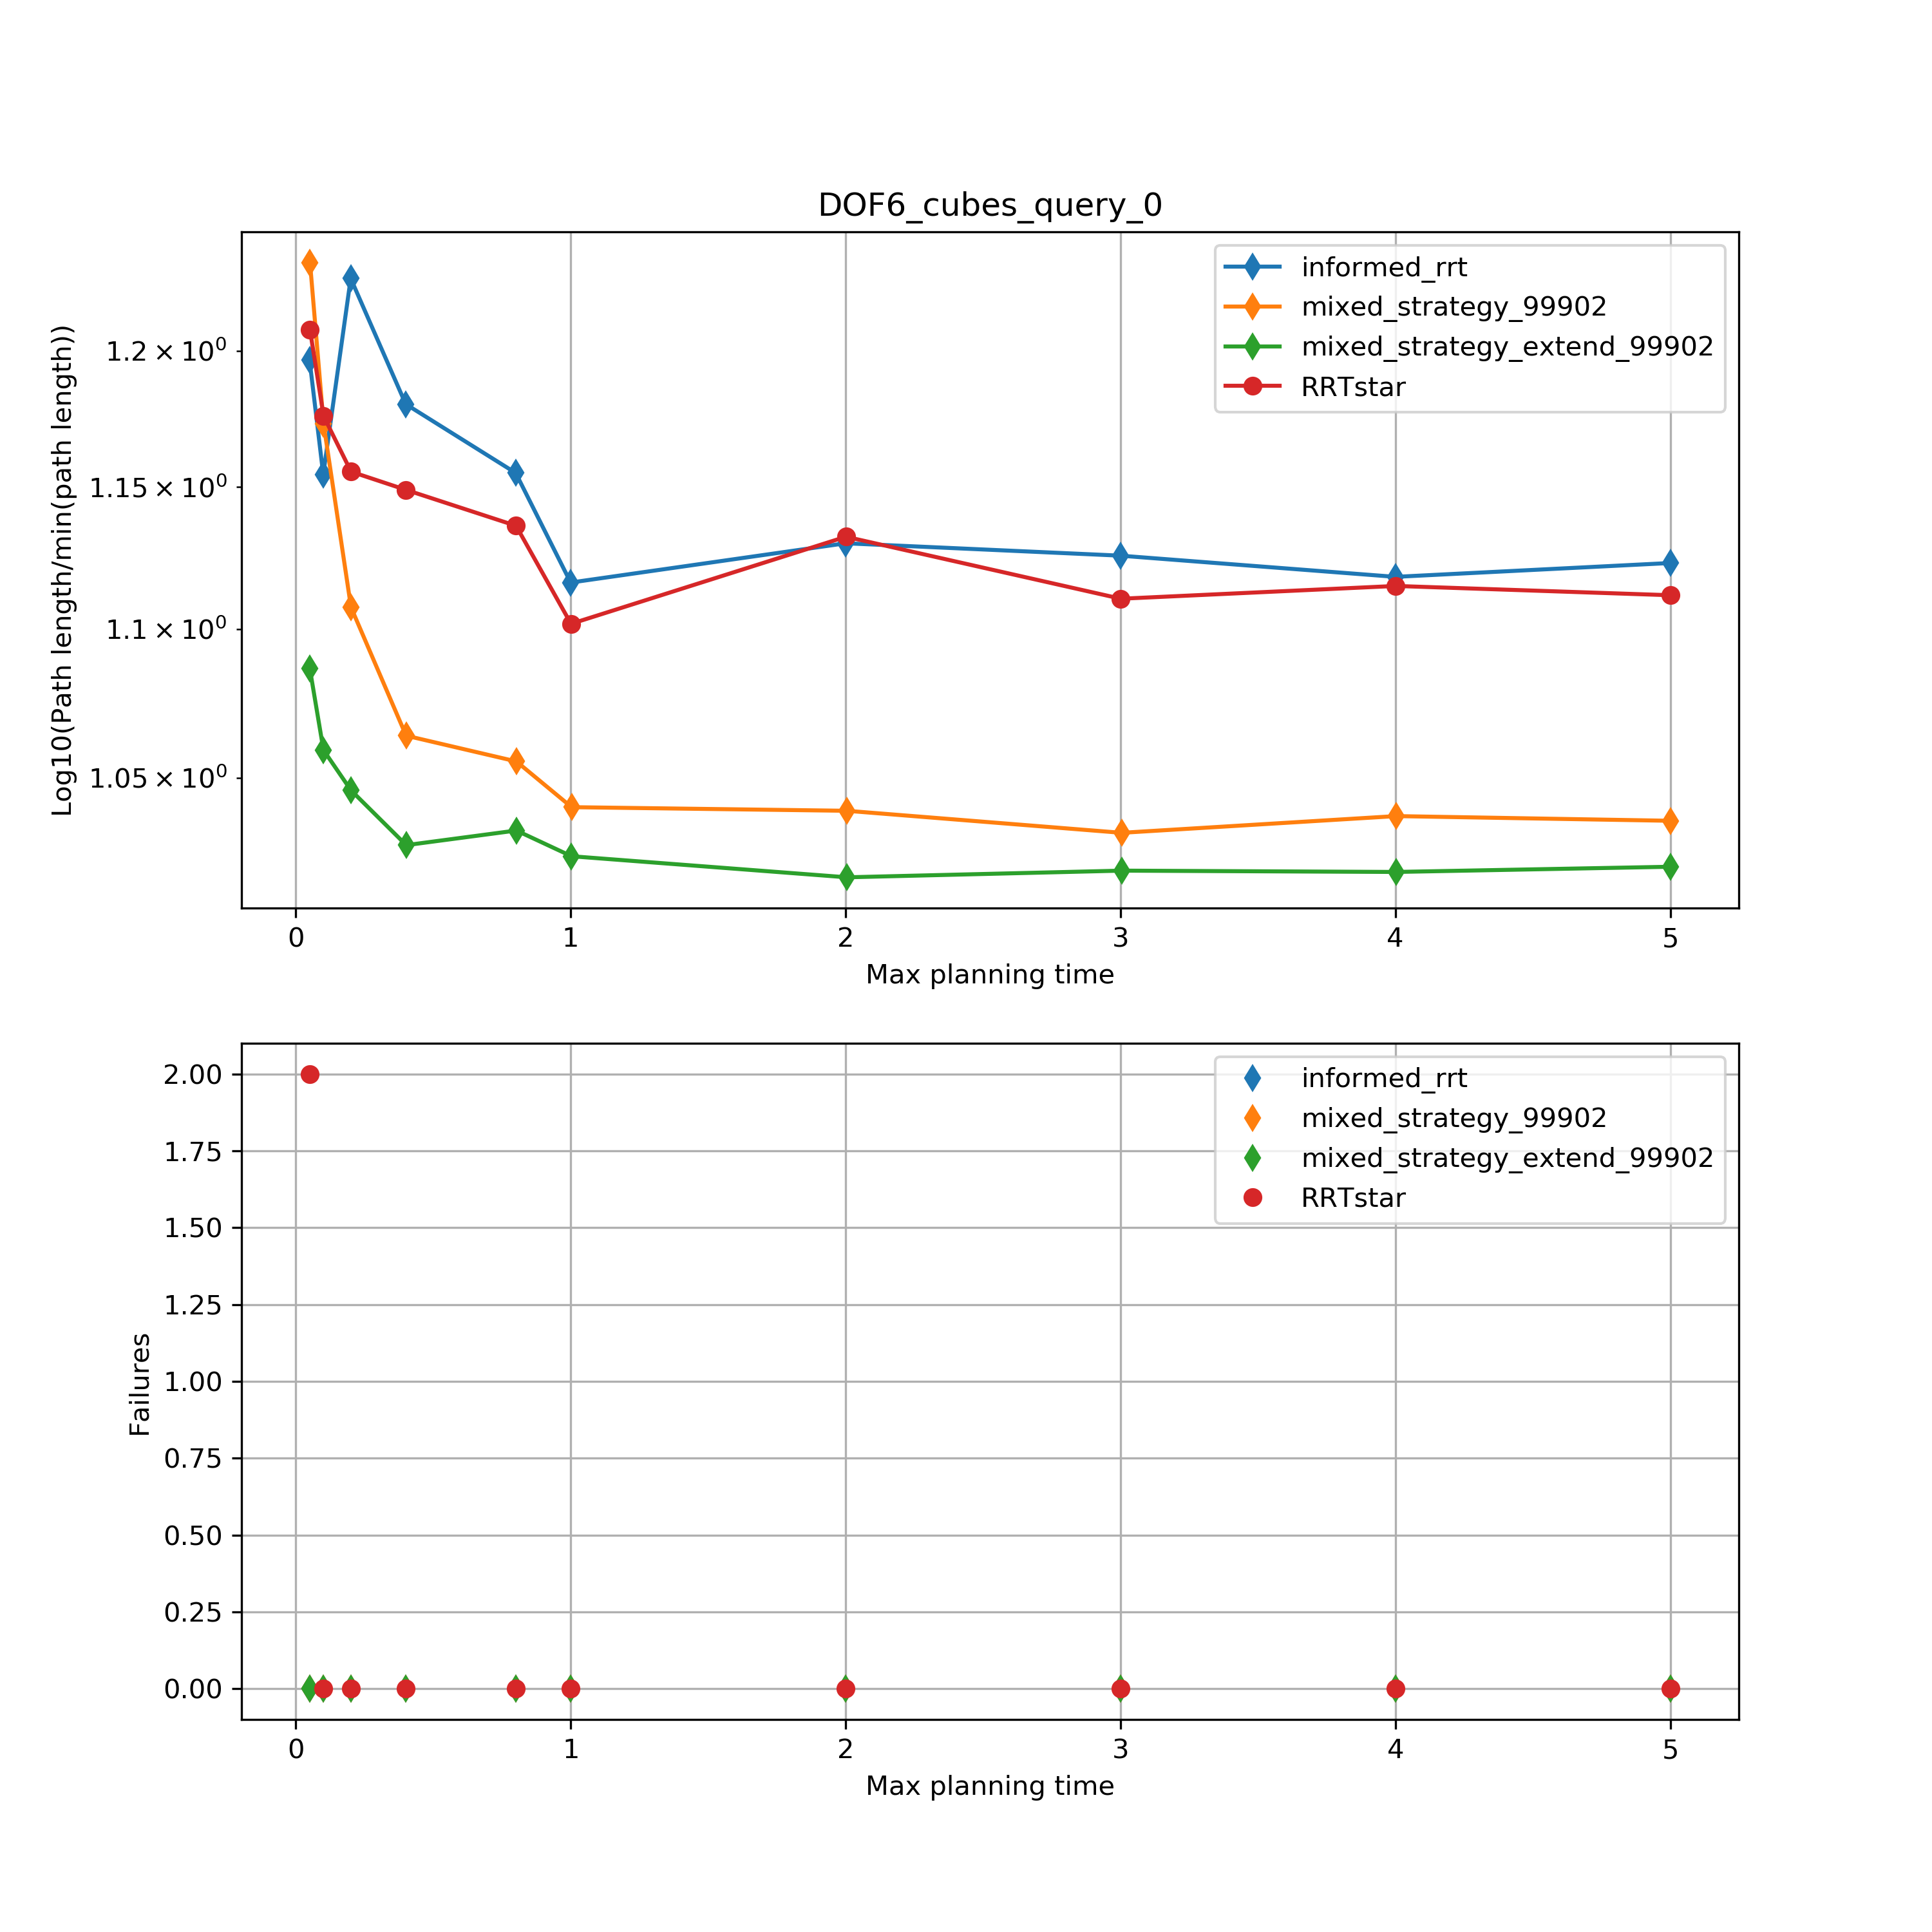 DOF6_cubes_query_0
Log10(Path length/min(path length))
1.2 × 10⁰
1.15 × 10⁰
1.1 × 10⁰
1.05 × 10⁰
informed_rrt
mixed_strategy_99902
mixed_strategy_extend_99902
RRTstar
0 1 2 3 4 5
Max planning time
Failures
2.00
1.75
1.50
1.25
1.00
0.75
0.50
0.25
0.00
informed_rrt
mixed_strategy_99902
mixed_strategy_extend_99902
RRTstar
0 1 2 3 4 5
Max planning time